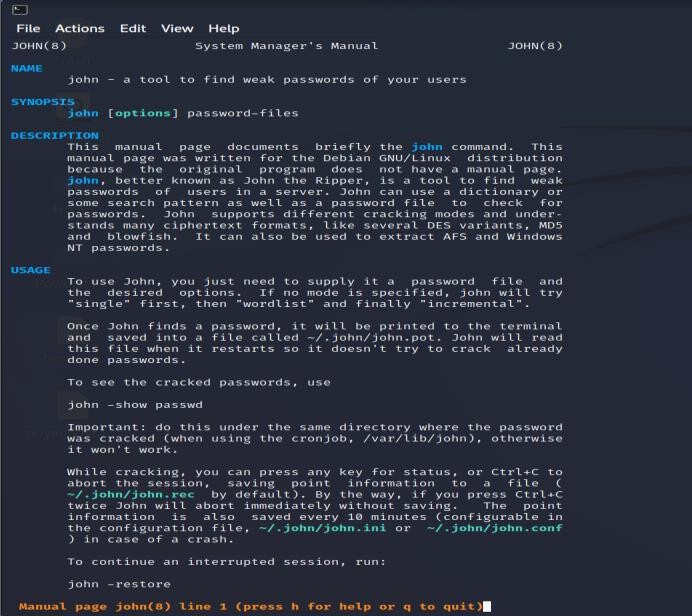 File Actions Edit View Help
JOHN(8) System Manager's Manual JOHN(8)
NAME
john - a tool to find weak passwords of your users
SYNOPSIS
john [options] password-files
DESCRIPTION
This manual page documents briefly the john command. This
manual page was written for the Debian GNU/Linux distribution
because the original program does not have a manual page.
john, better known as John the Ripper, is a tool to find weak
passwords of users in a server. John can use a dictionary or
some search pattern as well as a password file to check for
passwords. John supports different cracking modes and under-
stands many ciphertext formats, like several DES variants, MD5
and blowfish. It can also be used to extract AFS and Windows
NT passwords.
USAGE
To use John, you just need to supply it a password file and
the desired options. If no mode is specified, john will try
"single" first, then "wordlist" and finally "incremental".
Once John finds a password, it will be printed to the terminal
and saved into a file called ~/.john/john.pot. John will read
this file when it restarts so it doesn't try to crack already
done passwords.
To see the cracked passwords, use
john -show passwd
Important: do this under the same directory where the password
was cracked (when using the cronjob, /var/lib/john), otherwise
it won't work.
While cracking, you can press any key for status, or Ctrl+C to
abort the session, saving point information to a file (
~/.john/john.rec by default). By the way, if you press Ctrl+C
twice John will abort immediately without saving. The point
information is also saved every 10 minutes (configurable in
the configuration file, ~/.john/john.ini or ~/.john/john.conf
) in case of a crash.
To continue an interrupted session, run:
john -restore
Manual page john(8) line 1 (press h for help or q to quit)